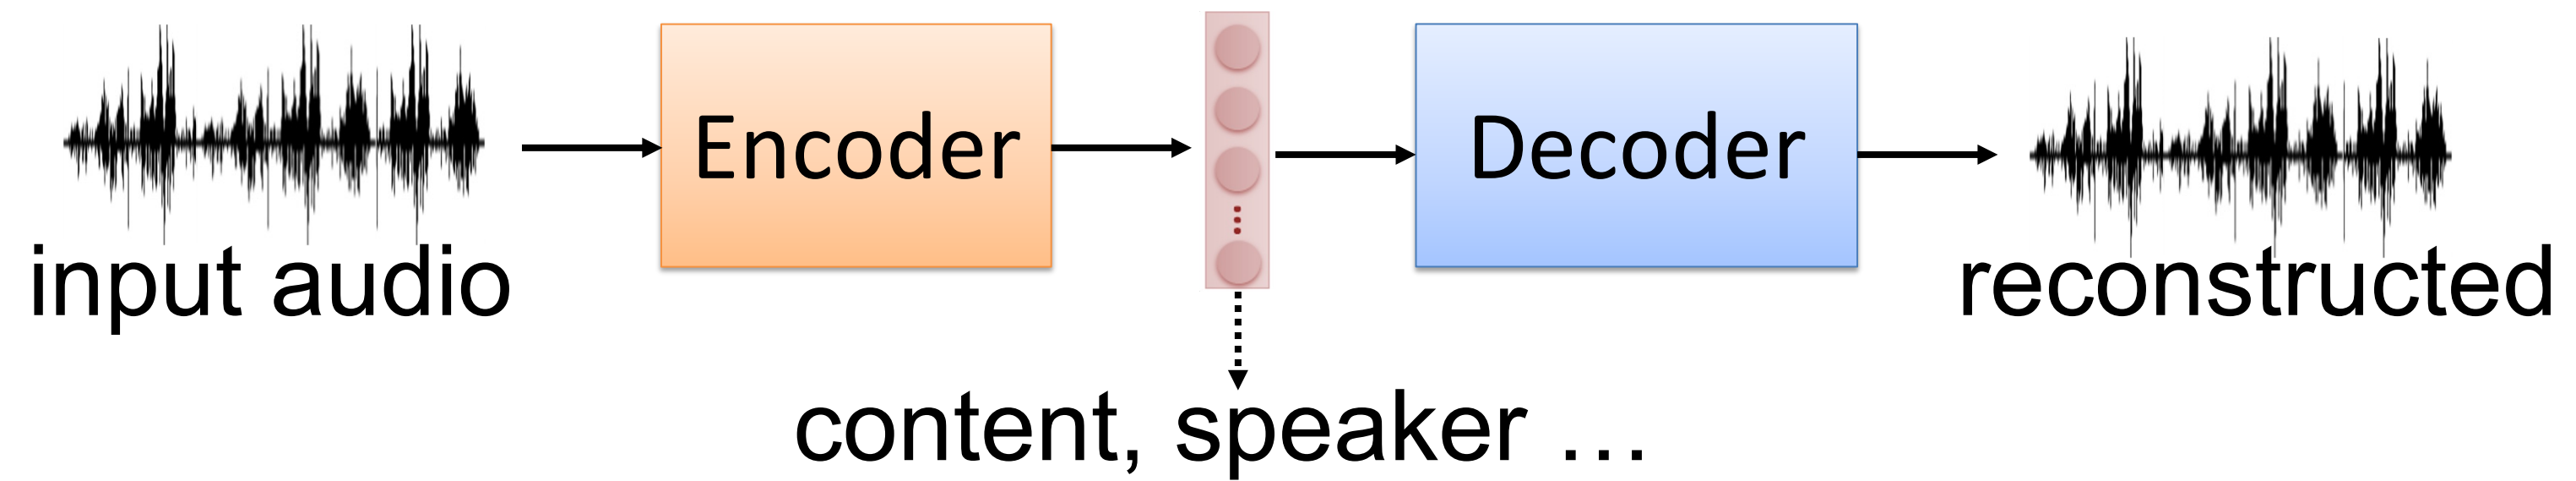 Encoder
Decoder
input audio
reconstructed
content, speaker …